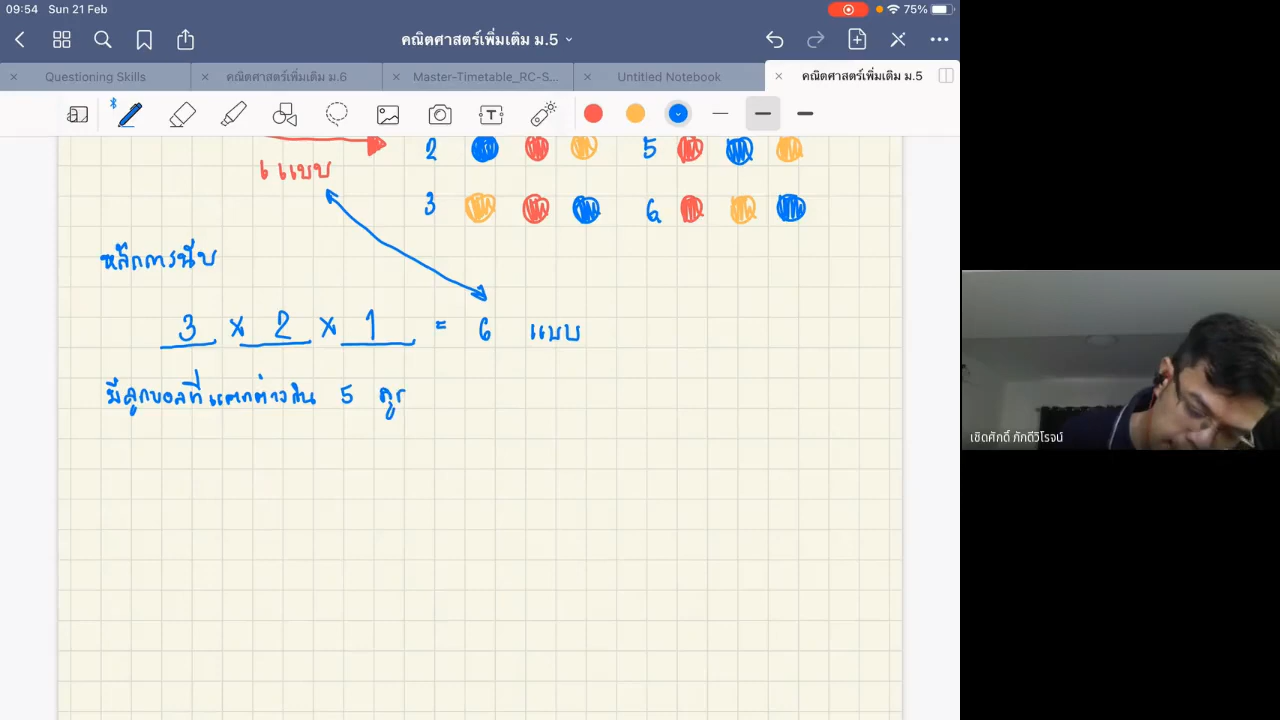 09:54 Sun 21 Feb 75%
คณิตศาสตร์เพิ่มเติม ม.5
Questioning Skills คณิตศาสตร์เพิ่มเติม ม.6 Master-Timetable_RC-S... Untitled Notebook คณิตศาสตร์เพิ่มเติม ม.5
T
2 5
แบบ
3 6
หลักการนับ
3 × 2 × 1 = 6 แบบ
มีลูกบอลที่แตกต่างกัน 5
เชิดศักดิ์ ภักดีวิโรจน์